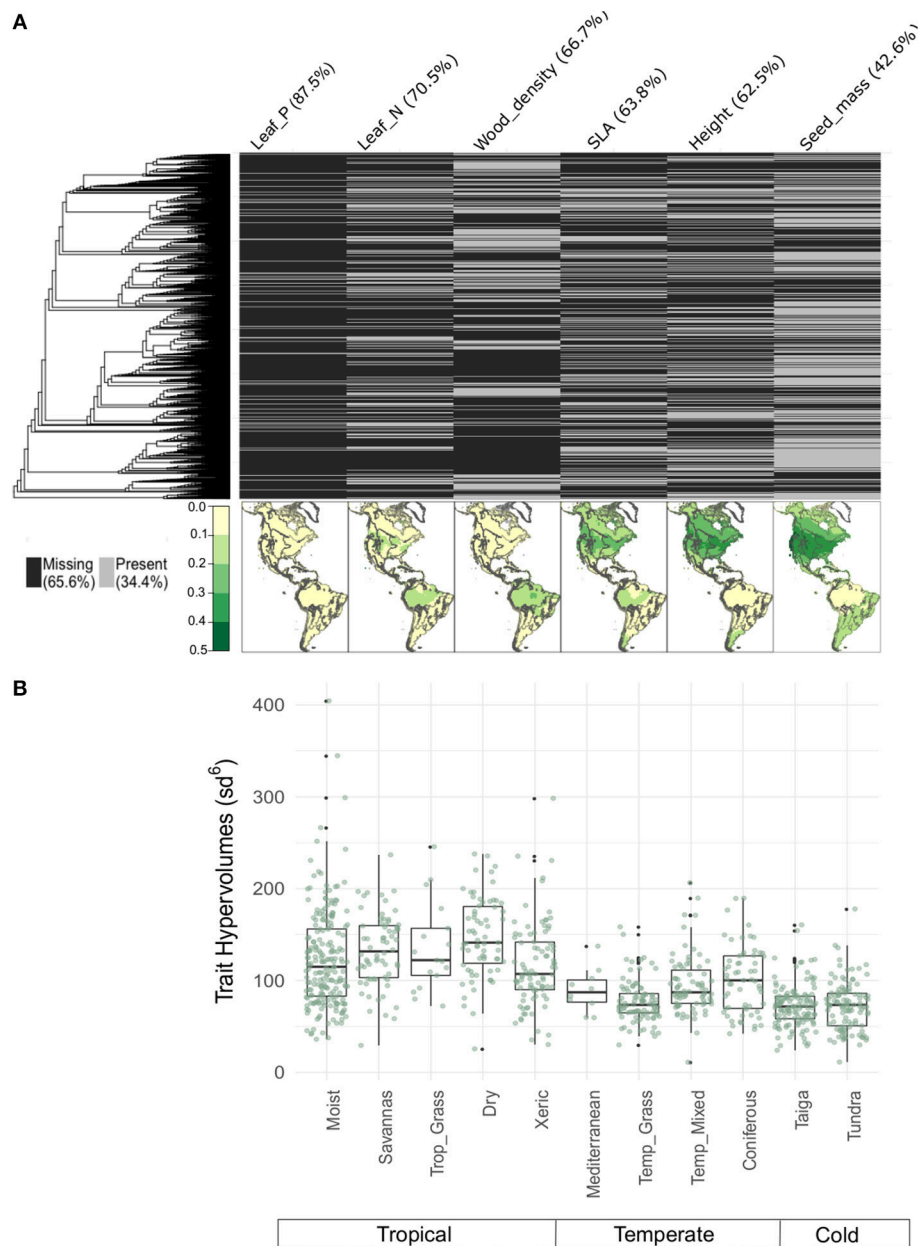 A
Leaf_P (87.5%)
Leaf_N (70.5%)
Wood_density (66.7%)
SLA (63.8%)
Height (62.5%)
Seed_mass (42.6%)
0.0
0.1
0.2
0.3
0.4
0.5
Missing (65.6%)
Present (34.4%)
B
Trait Hypervolumes (sd⁶)
400
300
200
100
0
Moist
Savannas
Trop_Grass
Dry
Xeric
Mediterranean
Temp_Grass
Temp_Mixed
Coniferous
Taiga
Tundra
Tropical
Temperate
Cold